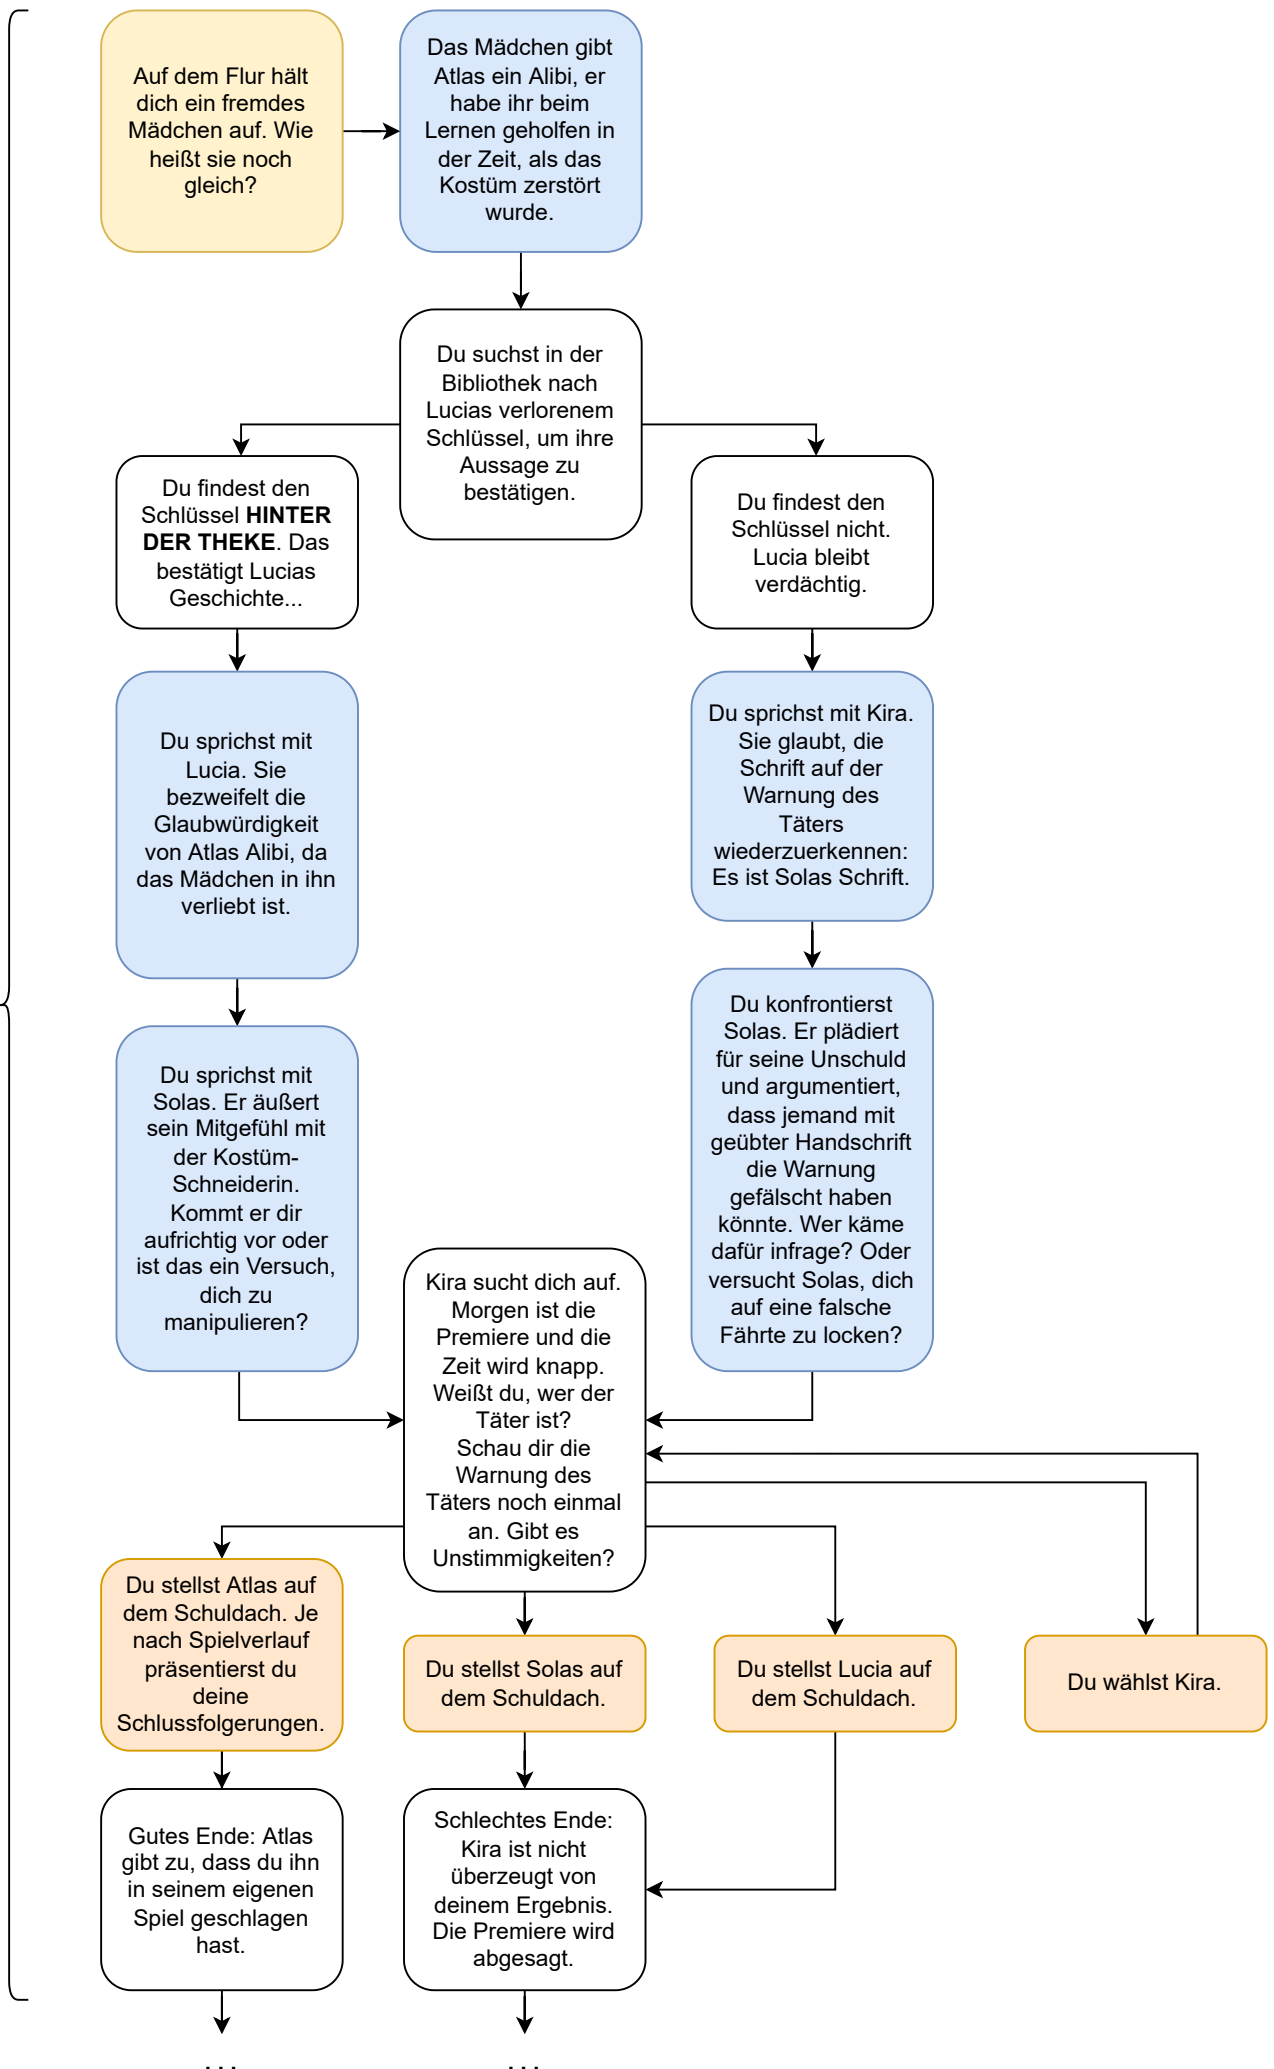 Auf dem Flur hält
dich ein fremdes
Mädchen auf. Wie
heißt sie noch
gleich?
Das Mädchen gibt
Atlas ein Alibi, er
habe ihr beim
Lernen geholfen in
der Zeit, als das
Kostüm zerstört
wurde.
Du suchst in der
Bibliothek nach
Lucias verlorenem
Schlüssel, um ihre
Aussage zu
bestätigen.
Du findest den
Schlüssel HINTER
DER THEKE. Das
bestätigt Lucias
Geschichte...
Du findest den
Schlüssel nicht.
Lucia bleibt
verdächtig.
Du sprichst mit
Lucia. Sie
bezweifelt die
Glaubwürdigkeit
von Atlas Alibi, da
das Mädchen in ihn
verliebt ist.
Du sprichst mit Kira.
Sie glaubt, die
Schrift auf der
Warnung des
Täters
wiederzuerkennen:
Es ist Solas Schrift.
Du sprichst mit
Solas. Er äußert
sein Mitgefühl mit
der Kostüm-
Schneiderin.
Kommt er dir
aufrichtig vor oder
ist das ein Versuch,
dich zu
manipulieren?
Du konfrontierst
Solas. Er plädiert
für seine Unschuld
und argumentiert,
dass jemand mit
geübter Handschrift
die Warnung
gefälscht haben
könnte. Wer käme
dafür infrage? Oder
versucht Solas, dich
auf eine falsche
Fährte zu locken?
Kira sucht dich auf.
Morgen ist die
Premiere und die
Zeit wird knapp.
Weißt du, wer der
Täter ist?
Schau dir die
Warnung des
Täters noch einmal
an. Gibt es
Unstimmigkeiten?
Du stellst Atlas auf
dem Schuldach. Je
nach Spielverlauf
präsentierst du
deine
Schlussfolgerungen.
Du stellst Solas auf
dem Schuldach.
Du stellst Lucia auf
dem Schuldach.
Du wählst Kira.
Gutes Ende: Atlas
gibt zu, dass du ihn
in seinem eigenen
Spiel geschlagen
hast.
Schlechtes Ende:
Kira ist nicht
überzeugt von
deinem Ergebnis.
Die Premiere wird
abgesagt.
...
...